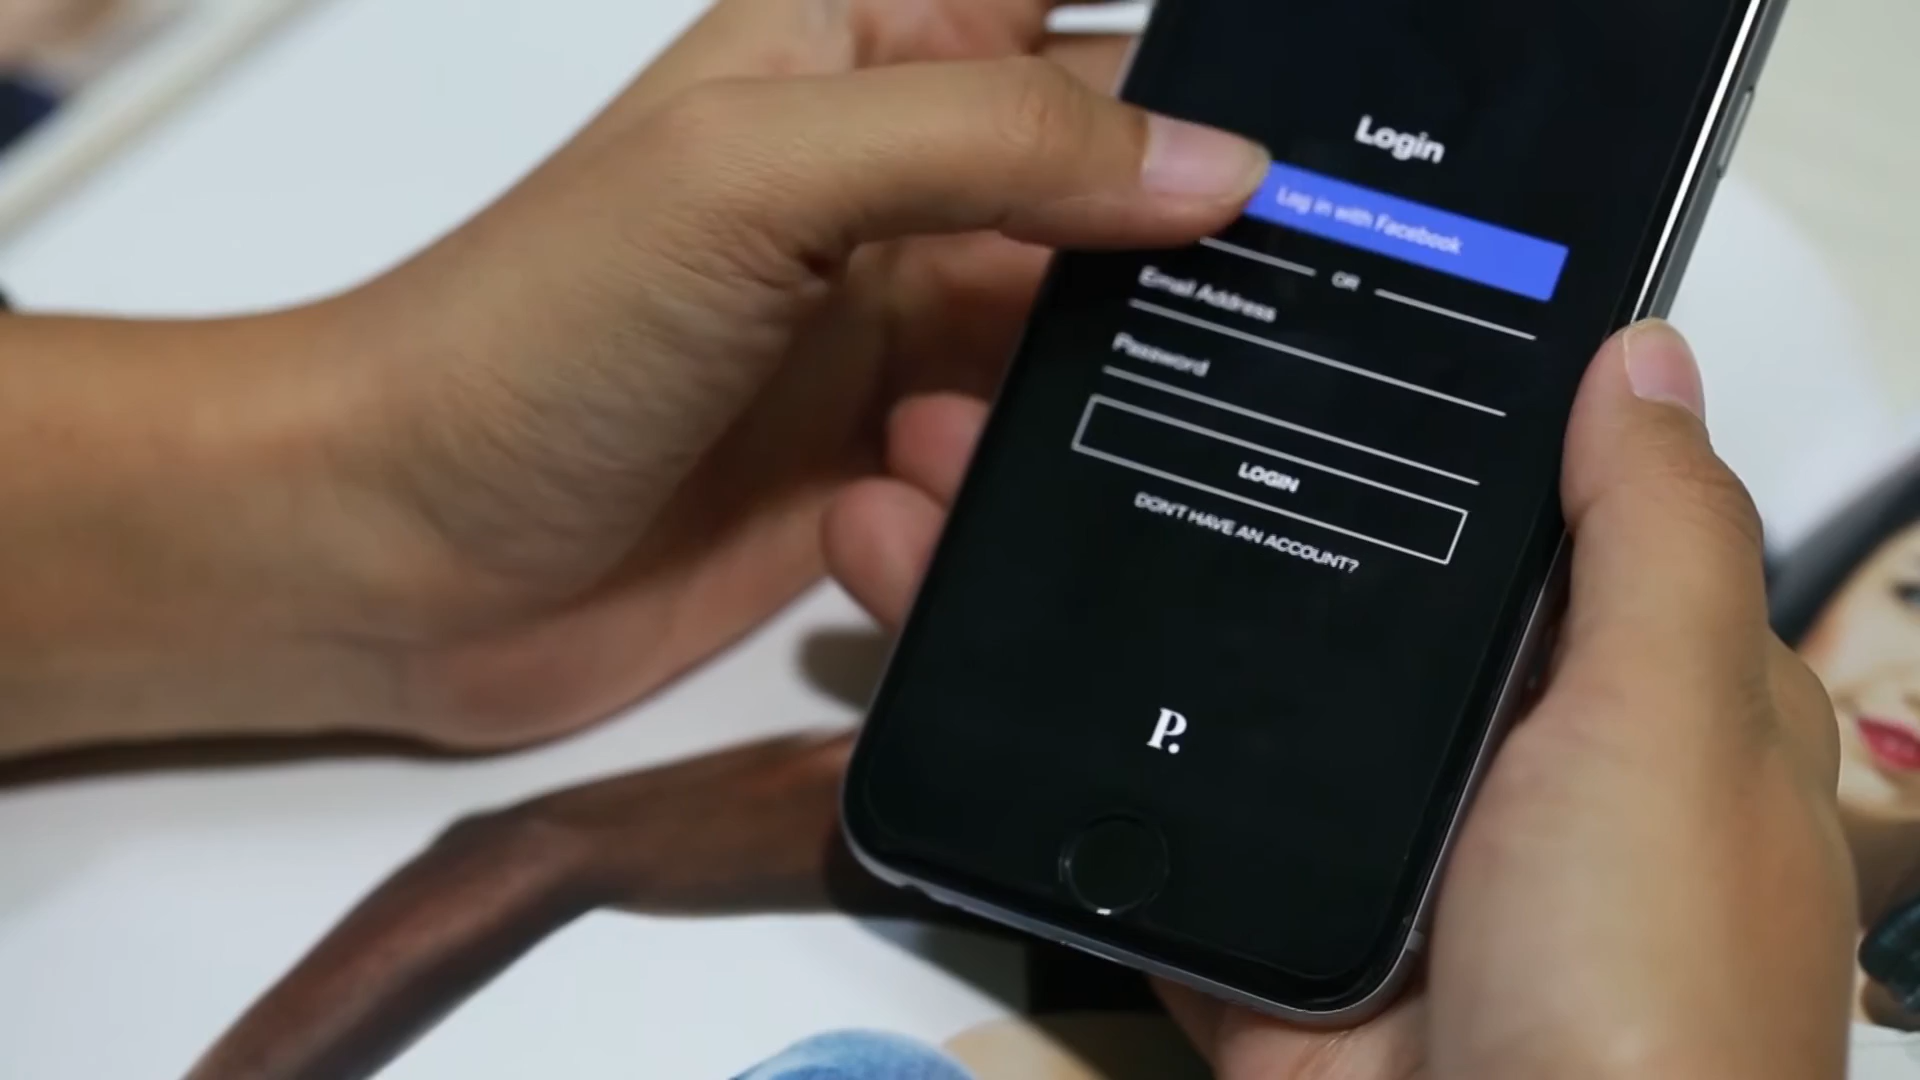 Login
Log in with Facebook
OR
Email Address
Password
LOGIN
DON'T HAVE AN ACCOUNT?
P.